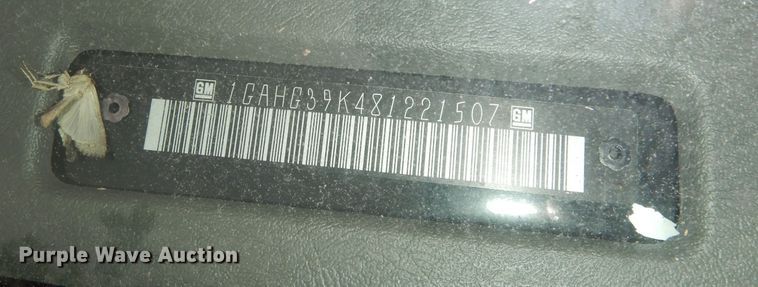 GM 1GAHG39K481221507 GM
Purple Wave Auction